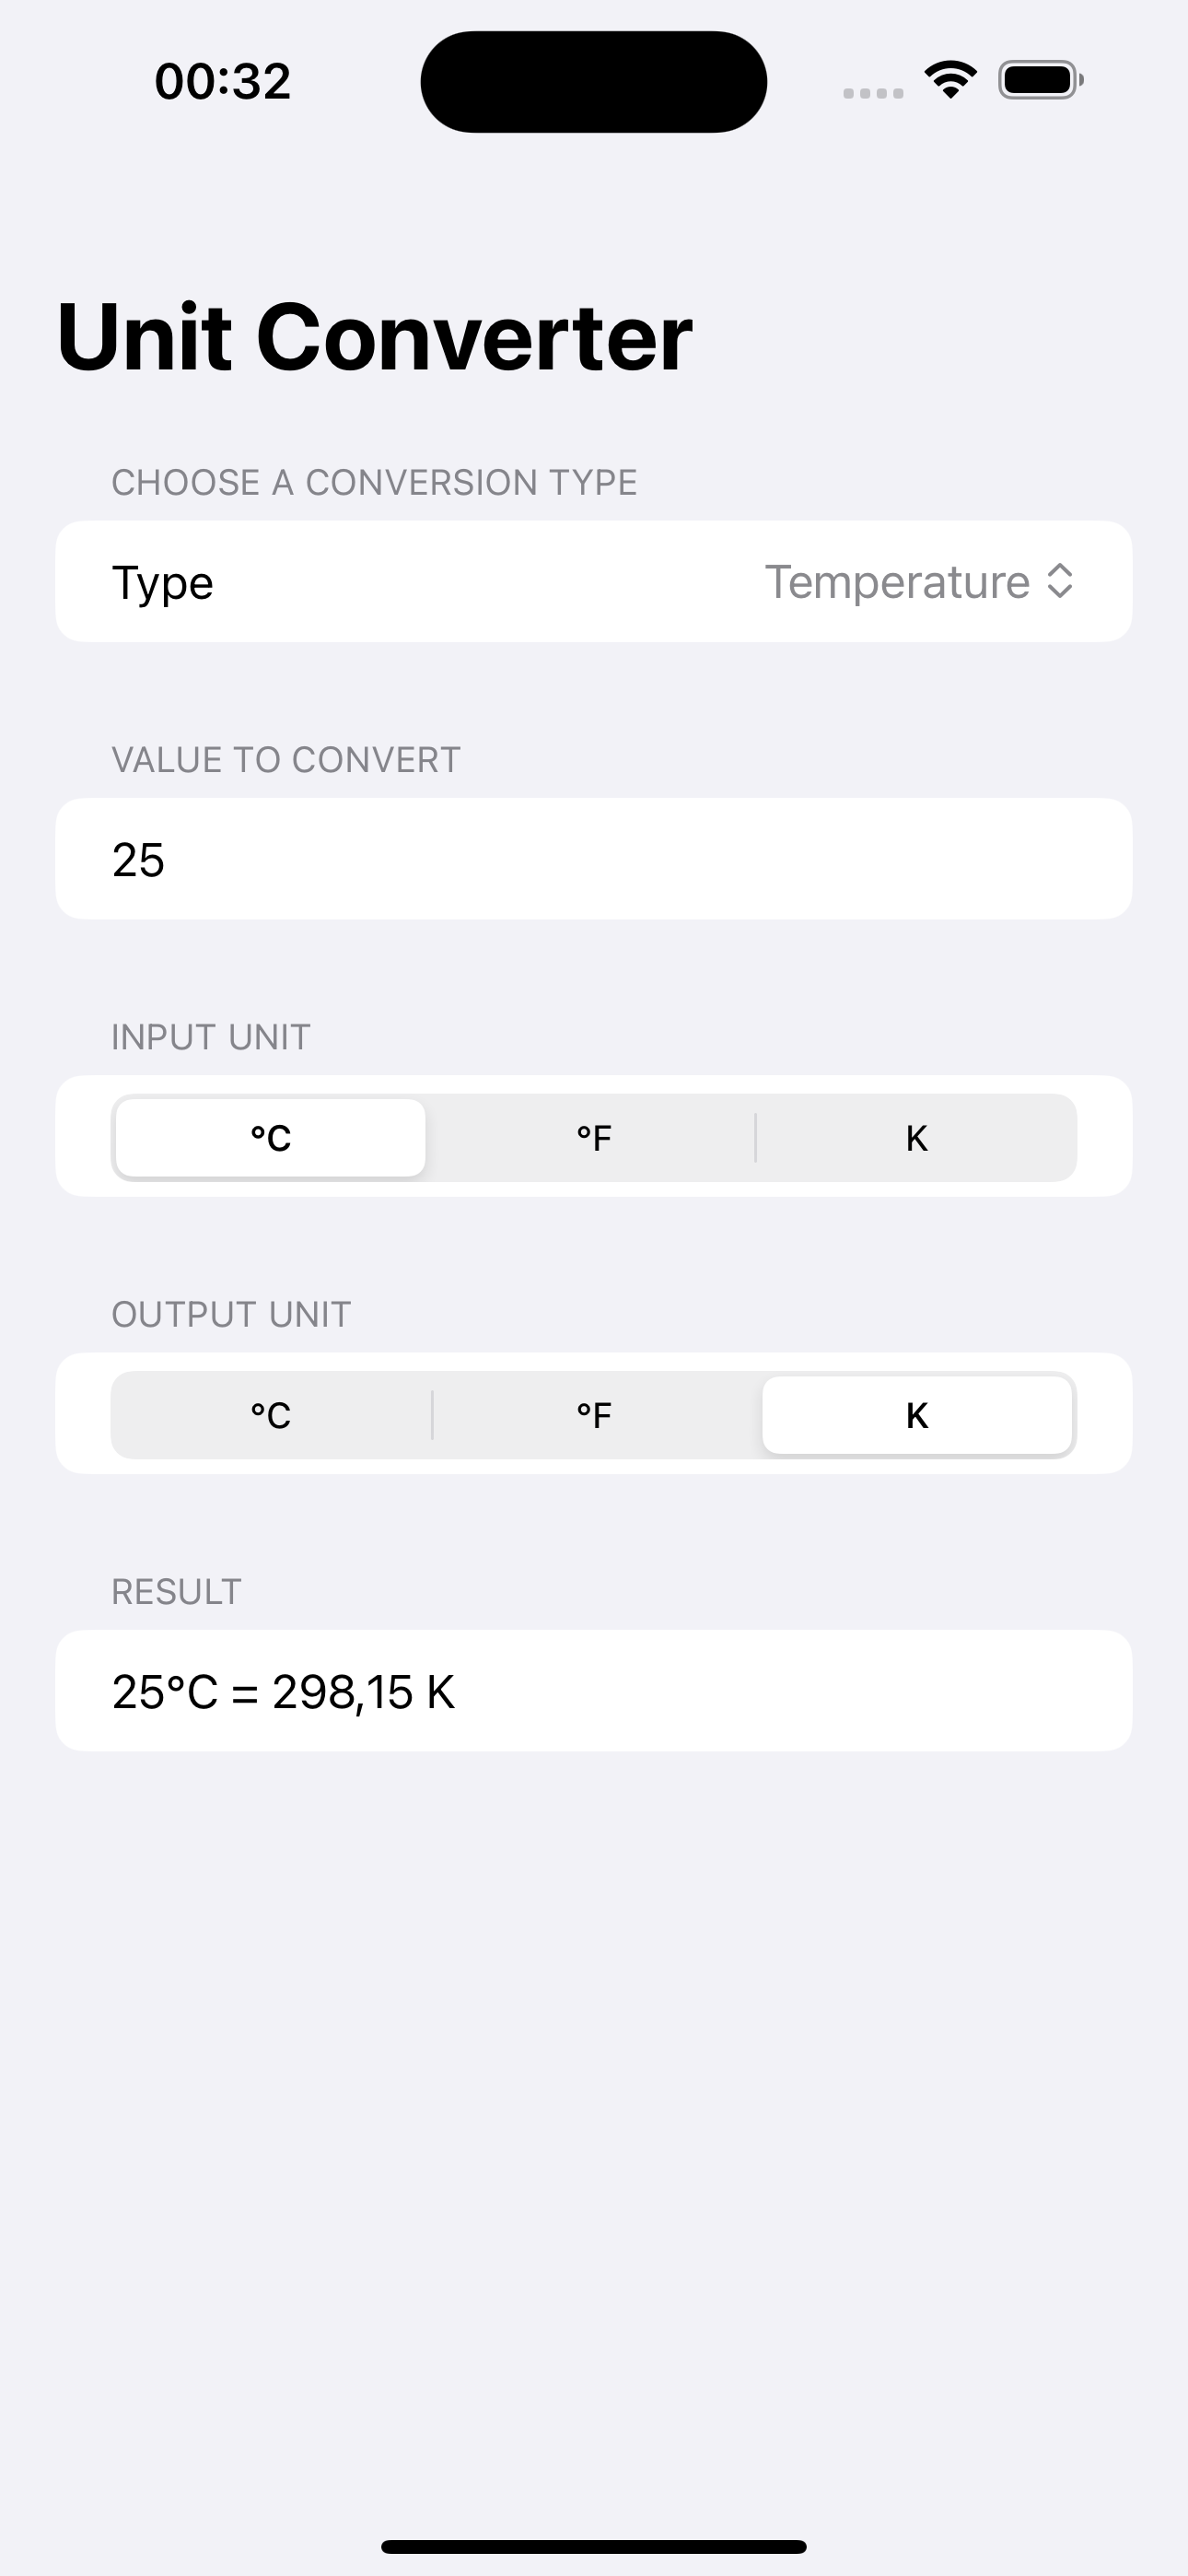 00:32
Unit Converter
CHOOSE A CONVERSION TYPE
Type Temperature
VALUE TO CONVERT
25
INPUT UNIT
°C °F K
OUTPUT UNIT
°C °F K
RESULT
25°C = 298,15 K